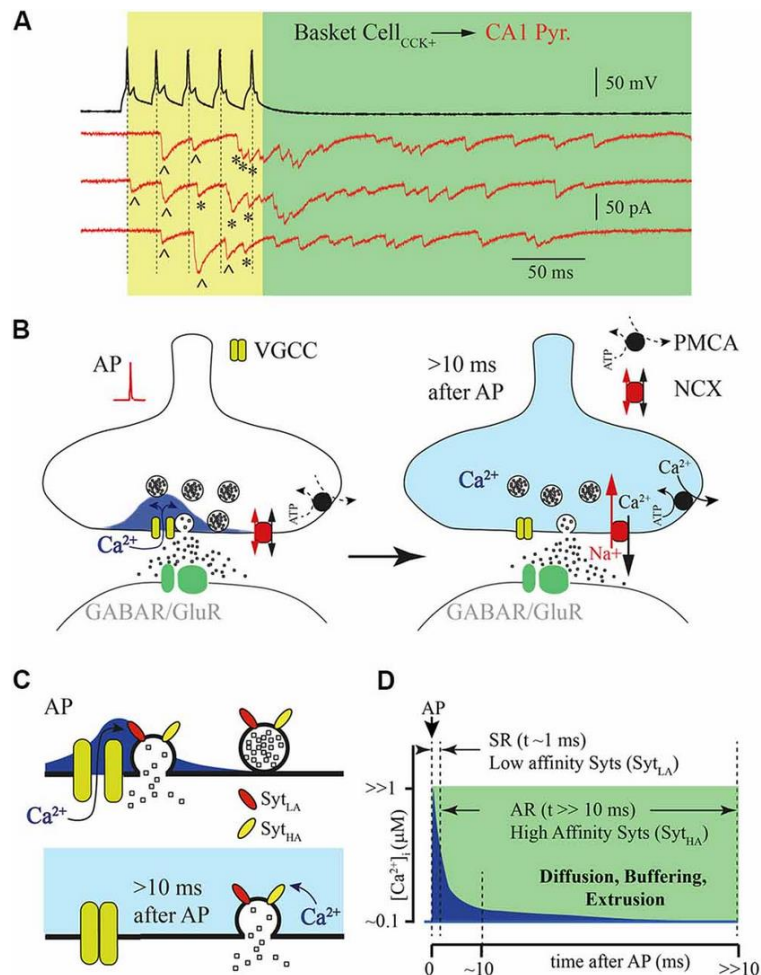 A
Basket Cell CCK+ → CA1 Pyr.
50 mV
^ ^ * * *
^ ^ * * *
^ ^ ^ *
50 pA
50 ms
B
AP
VGCC
>10 ms
after AP
PMCA
ATP
NCX
Ca2+
ATP
GABAR/GluR
Ca2+
Ca2+
Ca2+
ATP
Na+
GABAR/GluR
C
AP
Ca2+
SytLA
SytHA
>10 ms
after AP
Ca2+
D
AP
SR (t ~1 ms)
Low affinity Syts (SytLA)
AR (t >> 10 ms)
High Affinity Syts (SytHA)
Diffusion, Buffering,
Extrusion
[Ca2+]i (μM)
>>1
~0.1
0 ~10 >>10
time after AP (ms)